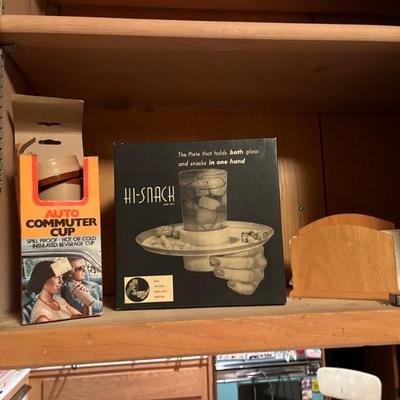 AUTO
COMMUTER
CUP
SPILL PROOF · HOT OR COLD
INSULATED BEVERAGE CUP
The Plate that holds both glass
and snacks in one hand
HI-SNACK